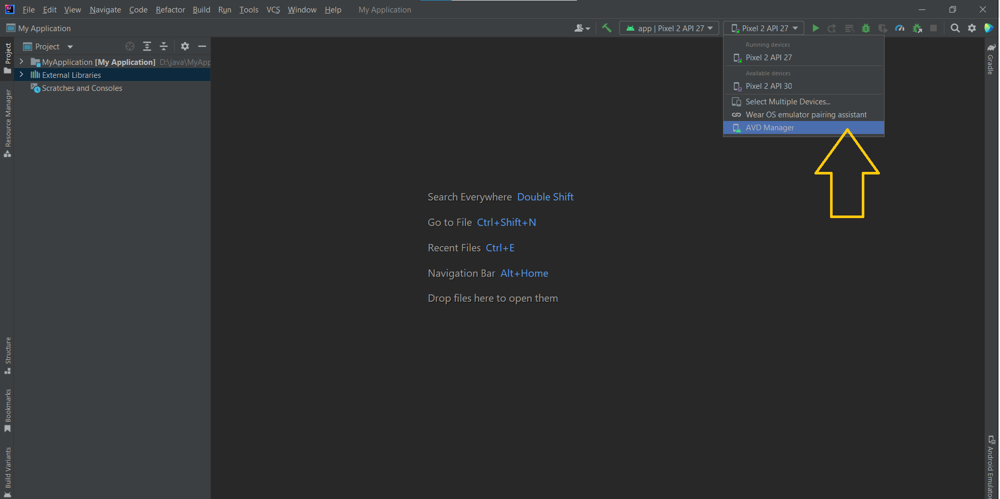 File Edit View Navigate Code Refactor Build Run Tools VCS Window Help My Application
My Application
app | Pixel 2 API 27
Pixel 2 API 27
Project
Resource Manager
Structure
Bookmarks
Build Variants
Project
MyApplication [My Application] D:\java\MyApp
External Libraries
Scratches and Consoles
Running devices
Pixel 2 API 27
Available devices
Pixel 2 API 30
Select Multiple Devices...
Wear OS emulator pairing assistant
AVD Manager
Search Everywhere Double Shift
Go to File Ctrl+Shift+N
Recent Files Ctrl+E
Navigation Bar Alt+Home
Drop files here to open them
Gradle
Android Emulator